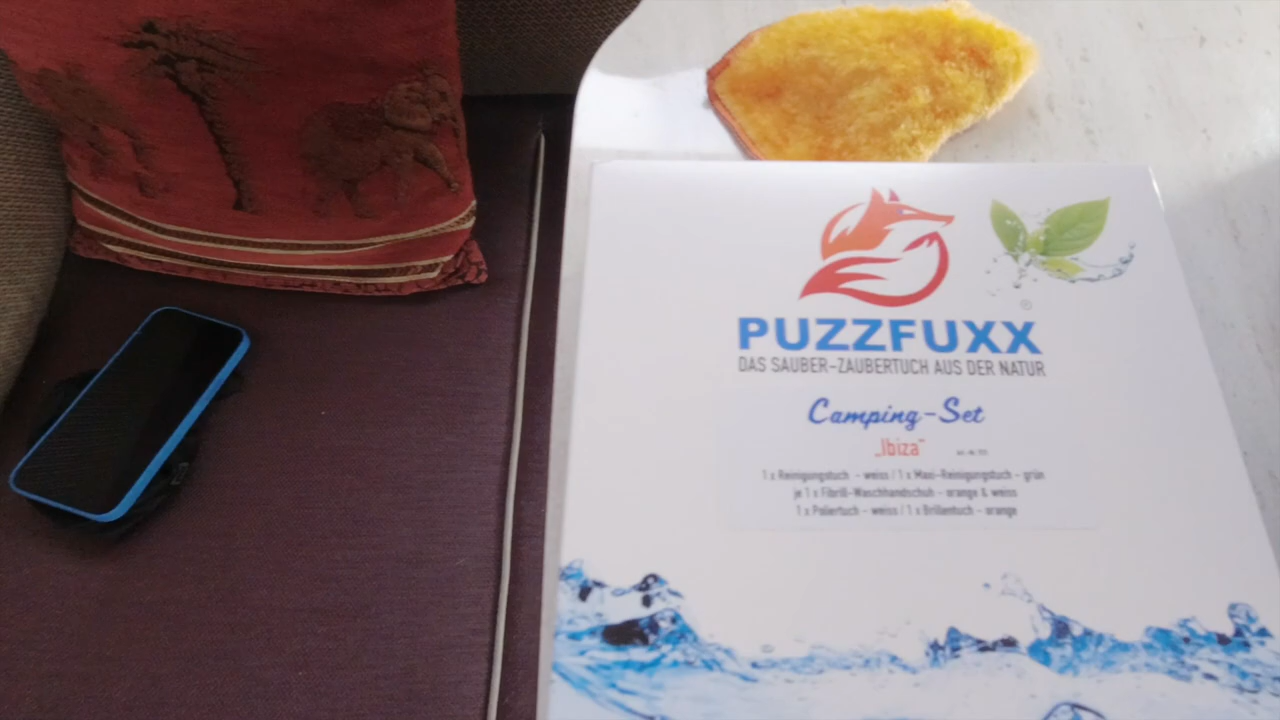 ®
PUZZFUXX
DAS SAUBER-ZAUBERTUCH AUS DER NATUR
Camping-Set
„Ibiza“
1 x Reinigungstuch - weiss / 1 x Maxi-Reinigungstuch - grün
je 1 x Fibrill-Waschhandschuh - orange & weiss
1 x Poliertuch - weiss / 1 x Brillentuch - orange